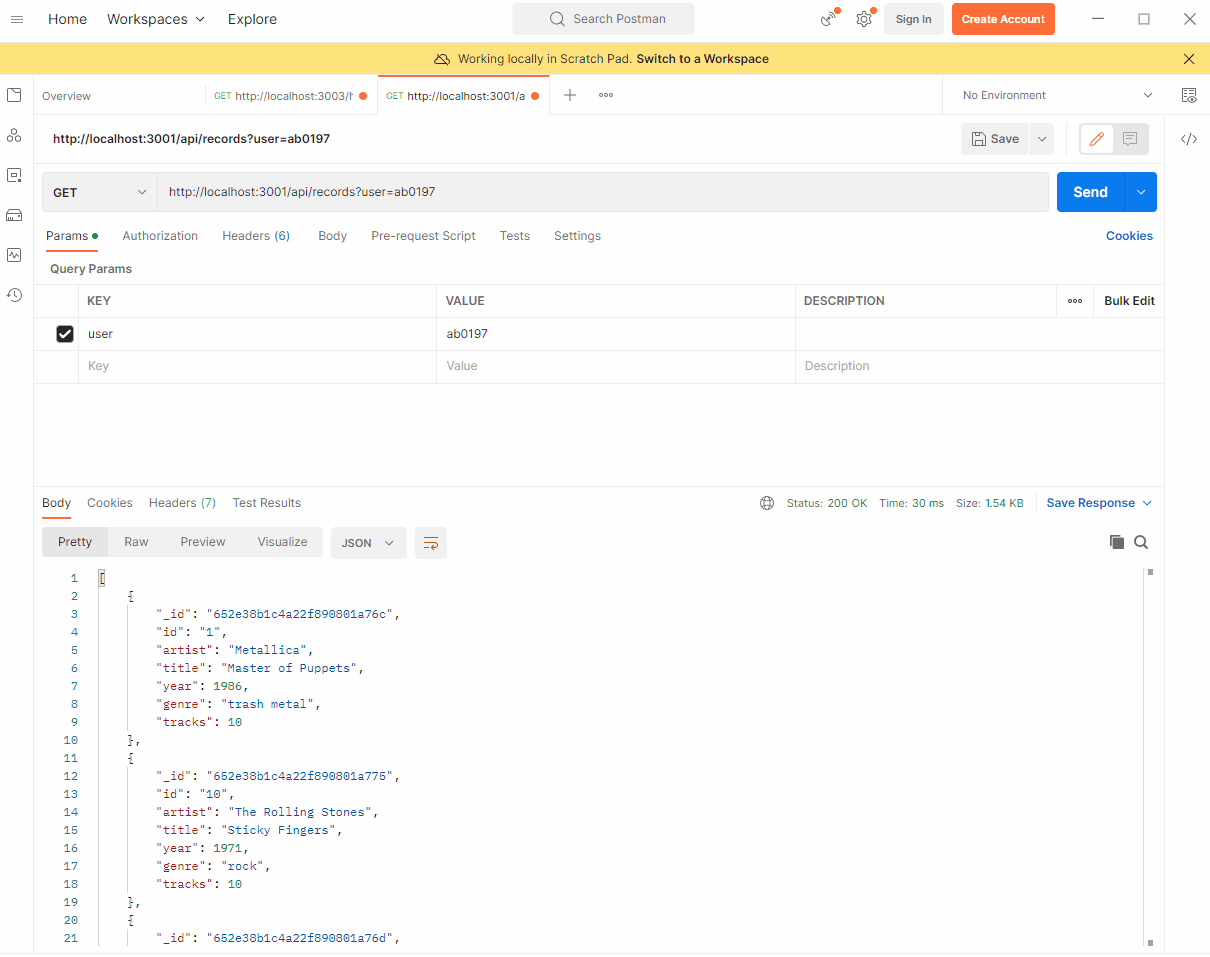 Home Workspaces Explore Search Postman Sign In Create Account
Working locally in Scratch Pad. Switch to a Workspace
Overview GET http://localhost:3003/h GET http://localhost:3001/a No Environment
http://localhost:3001/api/records?user=ab0197 Save
GET http://localhost:3001/api/records?user=ab0197 Send
Params Authorization Headers (6) Body Pre-request Script Tests Settings Cookies
Query Params
KEY VALUE DESCRIPTION Bulk Edit
user ab0197
Key Value Description
Body Cookies Headers (7) Test Results Status: 200 OK Time: 30 ms Size: 1.54 KB Save Response
Pretty Raw Preview Visualize JSON
1 [
2 {
3 "_id": "652e38b1c4a22f890801a76c",
4 "id": "1",
5 "artist": "Metallica",
6 "title": "Master of Puppets",
7 "year": 1986,
8 "genre": "trash metal",
9 "tracks": 10
10 },
11 {
12 "_id": "652e38b1c4a22f890801a775",
13 "id": "10",
14 "artist": "The Rolling Stones",
15 "title": "Sticky Fingers",
16 "year": 1971,
17 "genre": "rock",
18 "tracks": 10
19 },
20 {
21 "_id": "652e38b1c4a22f890801a76d",